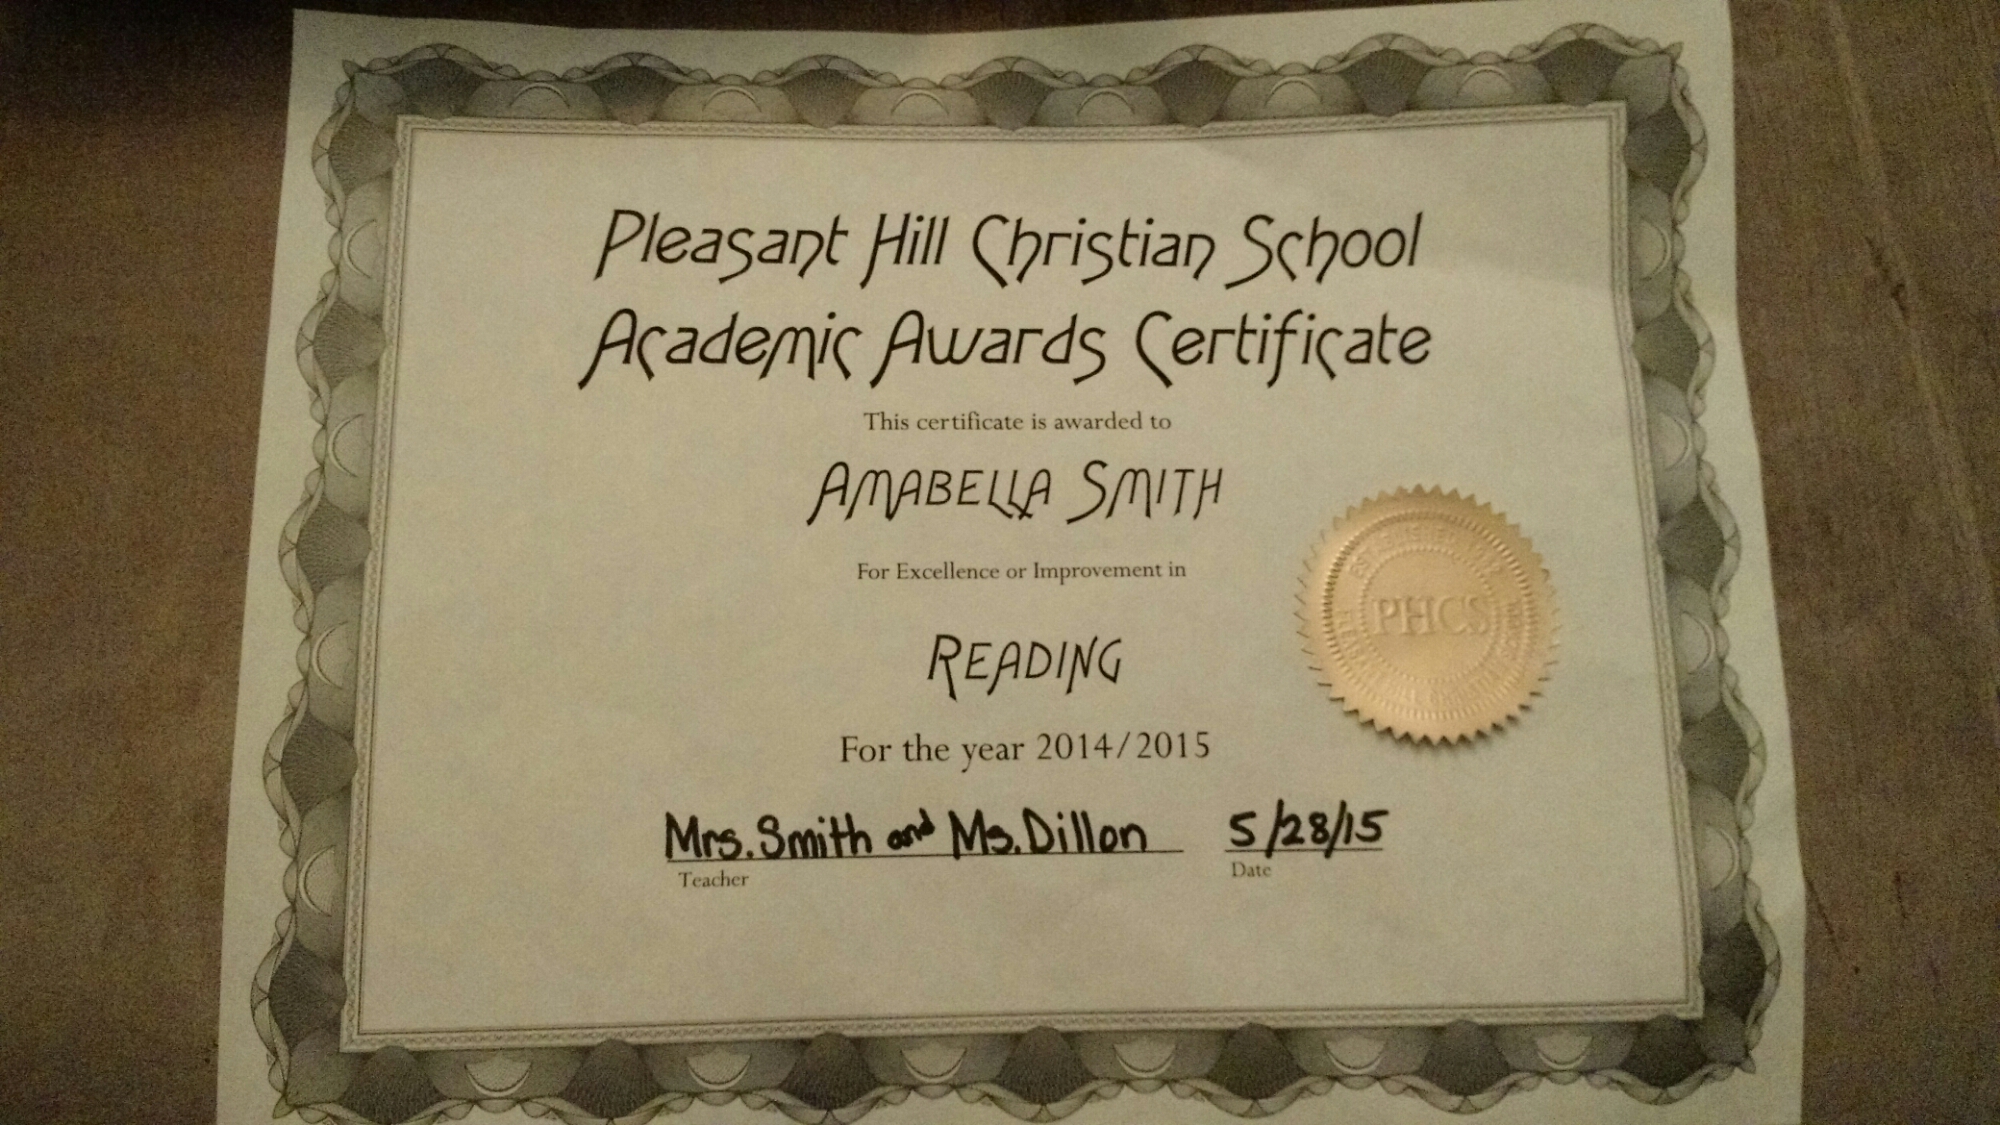 Pleasant Hill Christian School
Academic Awards Certificate
This certificate is awarded to
AMABELLA SMITH
For Excellence or Improvement in
READING
For the year 2014/2015
Mrs. Smith and Ms. Dillon 5/28/15
Teacher Date
PHCS